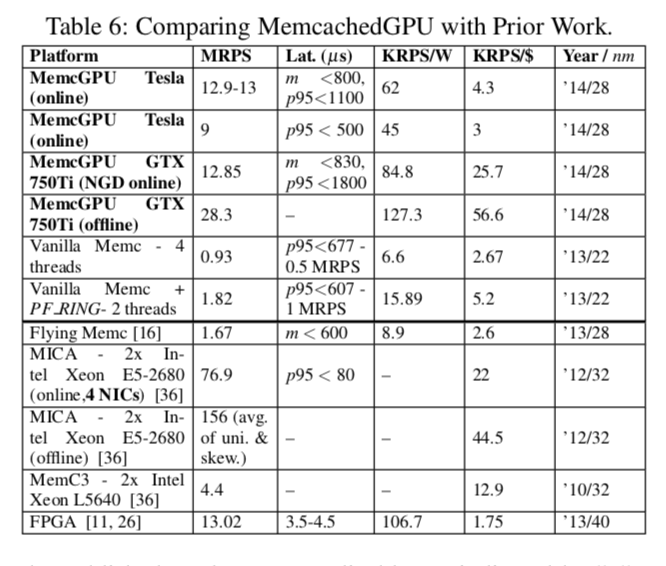 Table 6: Comparing MemcachedGPU with Prior Work.
Platform MRPS Lat. (μs) KRPS/W KRPS/$ Year / nm
MemcGPU Tesla (online) 12.9-13 m <800, p95<1100 62 4.3 '14/28
MemcGPU Tesla (online) 9 p95 < 500 45 3 '14/28
MemcGPU GTX 750Ti (NGD online) 12.85 m <830, p95<1800 84.8 25.7 '14/28
MemcGPU GTX 750Ti (offline) 28.3 – 127.3 56.6 '14/28
Vanilla Memc - 4 threads 0.93 p95<677 - 0.5 MRPS 6.6 2.67 '13/22
Vanilla Memc + PF_RING- 2 threads 1.82 p95<607 - 1 MRPS 15.89 5.2 '13/22
Flying Memc [16] 1.67 m < 600 8.9 2.6 '13/28
MICA - 2x In-tel Xeon E5-2680 (online,4 NICs) [36] 76.9 p95 < 80 – 22 '12/32
MICA - 2x In-tel Xeon E5-2680 (offline) [36] 156 (avg. of uni. & skew.) – – 44.5 '12/32
MemC3 - 2x Intel Xeon L5640 [36] 4.4 – – 12.9 '10/32
FPGA [11, 26] 13.02 3.5-4.5 106.7 1.75 '13/40